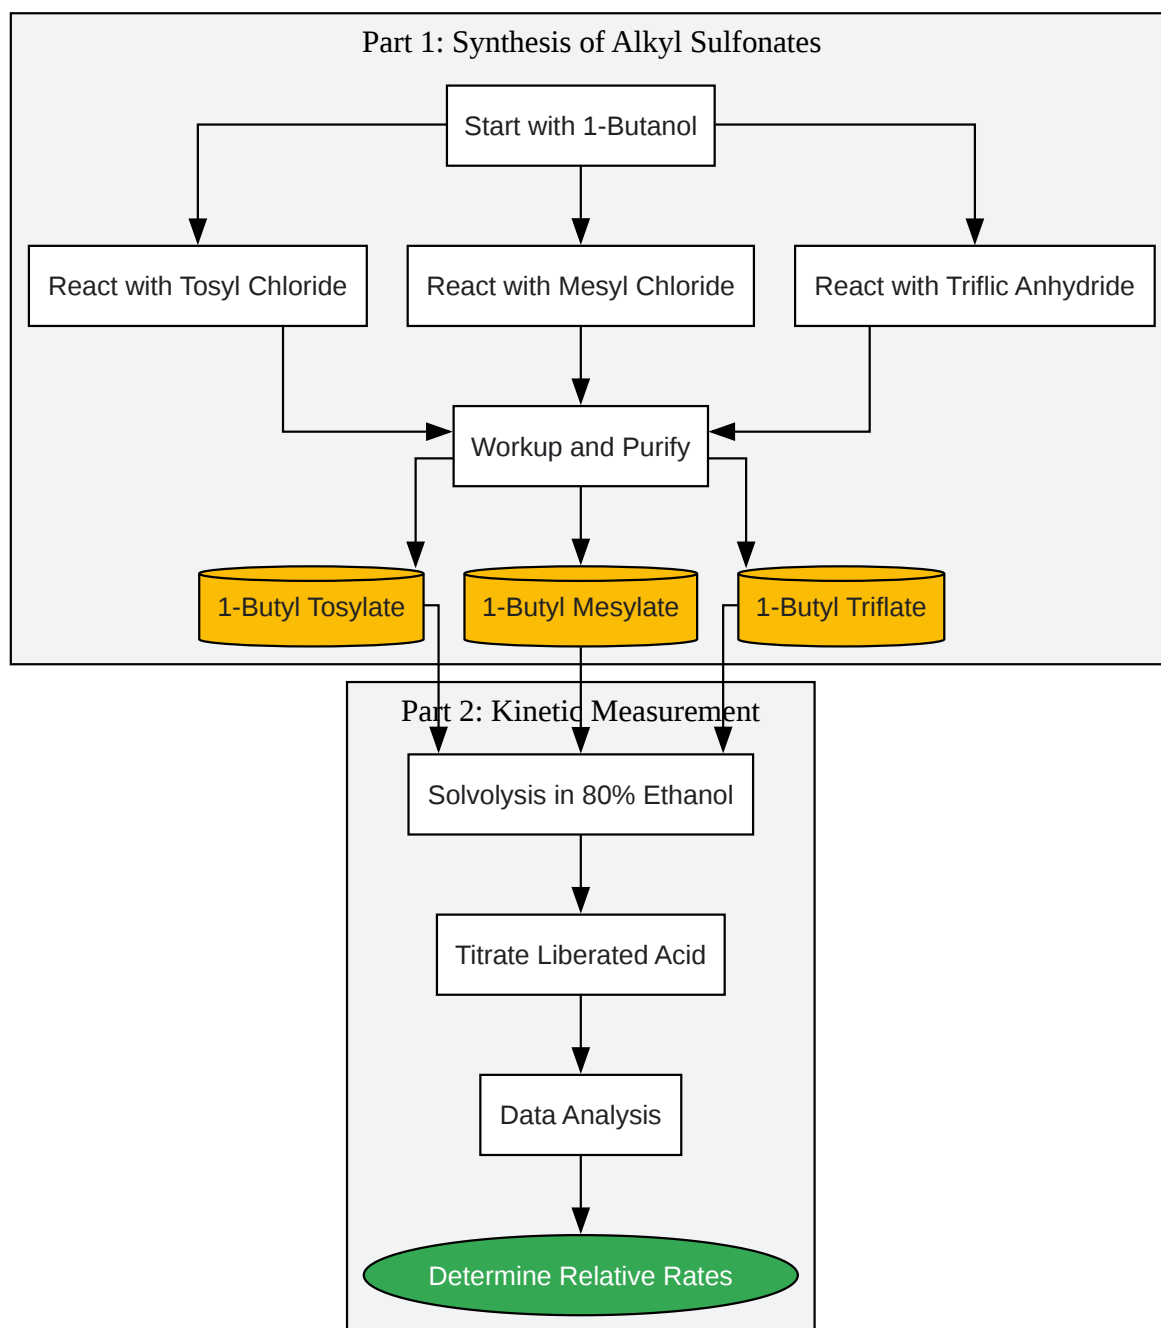 Part 1: Synthesis of Alkyl Sulfonates
Start with 1-Butanol
React with Tosyl Chloride
React with Mesyl Chloride
React with Triflic Anhydride
Workup and Purify
1-Butyl Tosylate
1-Butyl Mesylate
1-Butyl Triflate
Part 2: Kinetic Measurement
Solvolysis in 80% Ethanol
Titrate Liberated Acid
Data Analysis
Determine Relative Rates